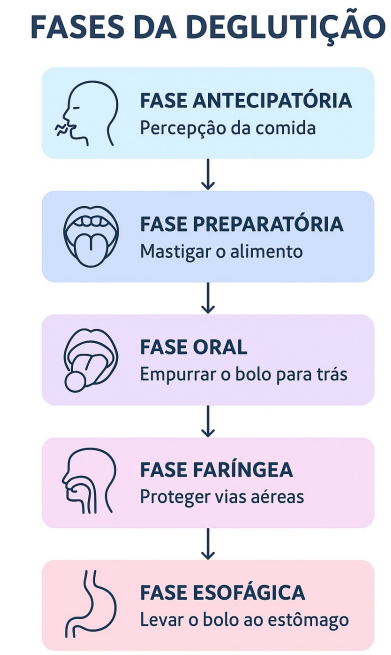 FASES DA DEGLUTIÇÃO
FASE ANTECIPATÓRIA
Percepção da comida
FASE PREPARATÓRIA
Mastigar o alimento
FASE ORAL
Empurrar o bolo para trás
FASE FARÍNGEA
Proteger vias aéreas
FASE ESOFÁGICA
Levar o bolo ao estômago